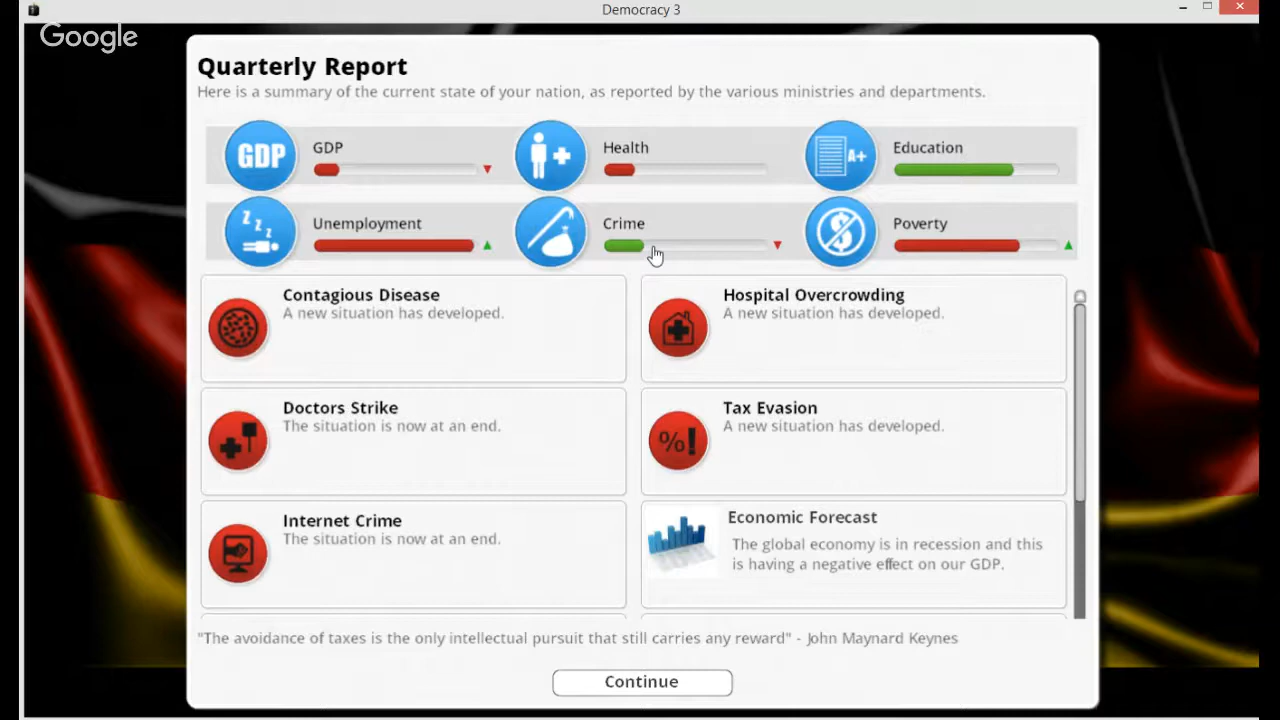 Democracy 3
Google
Quarterly Report
Here is a summary of the current state of your nation, as reported by the various ministries and departments.
GDP
GDP
Health
A+
Education
Z Z Z
Unemployment
Crime
$
Poverty
Contagious Disease
A new situation has developed.
Hospital Overcrowding
A new situation has developed.
Doctors Strike
The situation is now at an end.
%!
Tax Evasion
A new situation has developed.
Internet Crime
The situation is now at an end.
Economic Forecast
The global economy is in recession and this
is having a negative effect on our GDP.
"The avoidance of taxes is the only intellectual pursuit that still carries any reward" - John Maynard Keynes
Continue